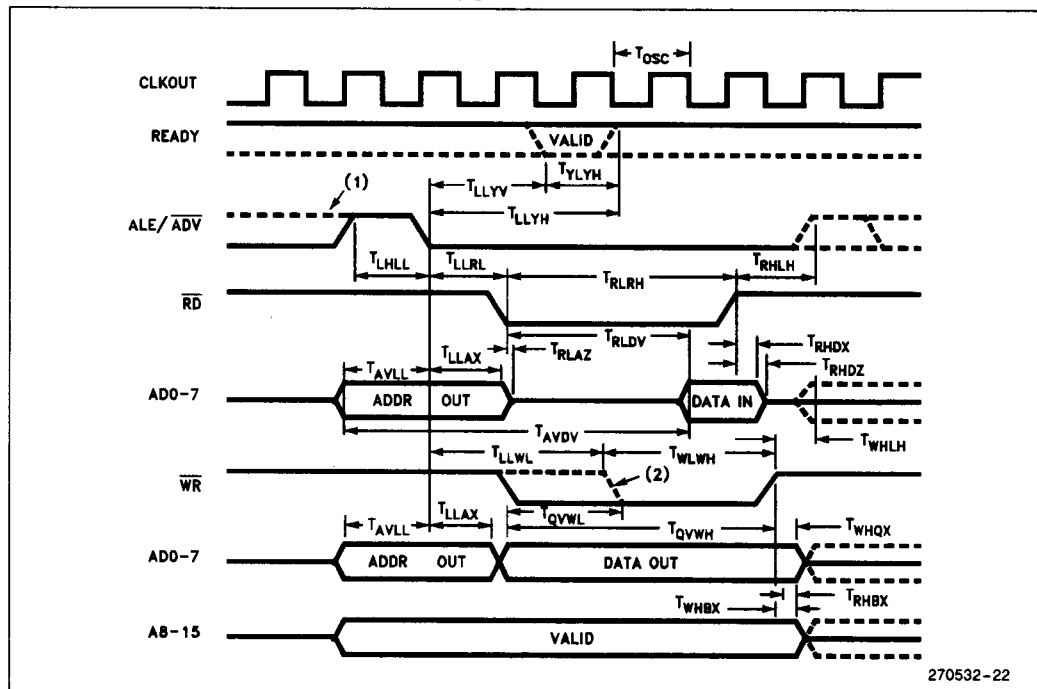 T_OSC
CLKOUT
READY
VALID
T_YLYH
T_LLYV
(1)
T_LLYH
ALE/ADV
T_LHLL
T_LLRL
T_RLRH
T_RHLH
RD
T_RLDV
T_RHDX
T_LLAX
T_RLAZ
T_RHDZ
T_AVLL
AD0-7
ADDR OUT
DATA IN
T_AVDV
T_WHLH
T_LLWL
T_WLWH
(2)
WR
T_LLAX
T_AVLL
T_QVWL
T_QVWH
T_WHQX
AD0-7
ADDR OUT
DATA OUT
T_WHBX
T_RHBX
A8-15
VALID
270532-22